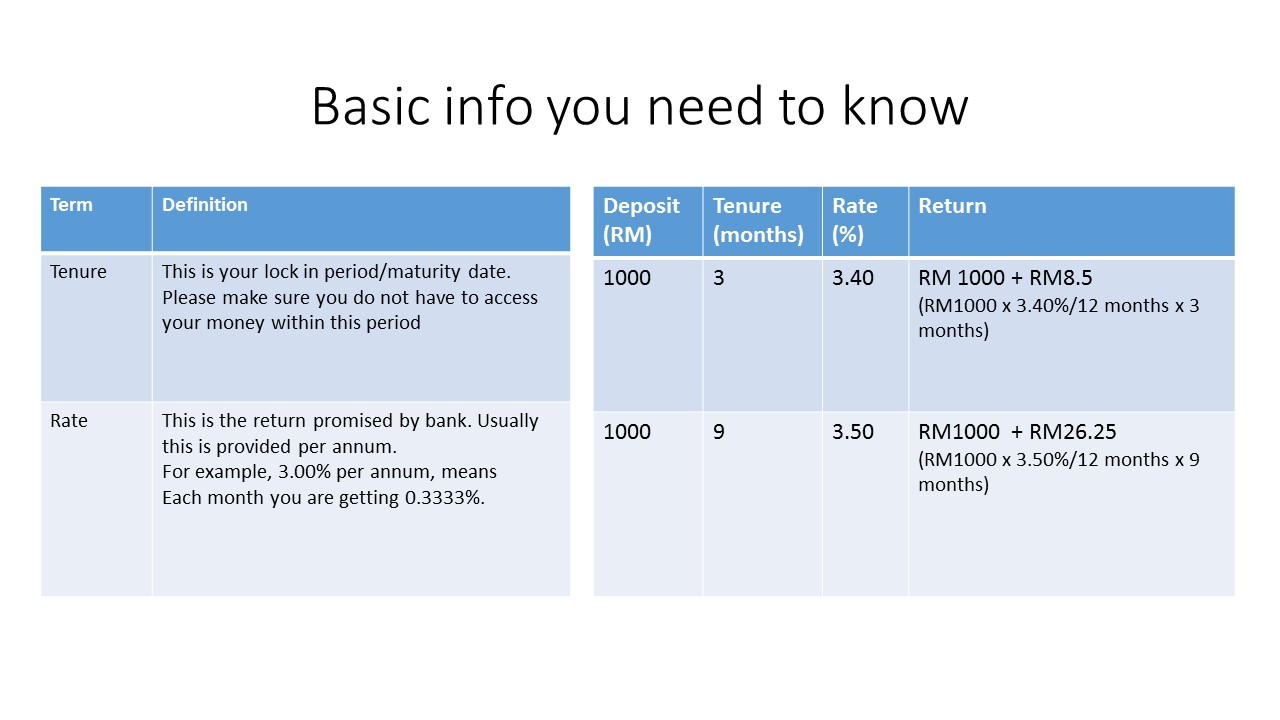 Basic info you need to know
Term
Definition
Tenure
This is your lock in period/maturity date.
Please make sure you do not have to access
your money within this period
Rate
This is the return promised by bank. Usually
this is provided per annum.
For example, 3.00% per annum, means
Each month you are getting 0.3333%.
Deposit
(RM)
Tenure
(months)
Rate
(%)
Return
1000
3
3.40
RM 1000 + RM8.5
(RM1000 x 3.40%/12 months x 3
months)
1000
9
3.50
RM1000  + RM26.25
(RM1000 x 3.50%/12 months x 9
months)